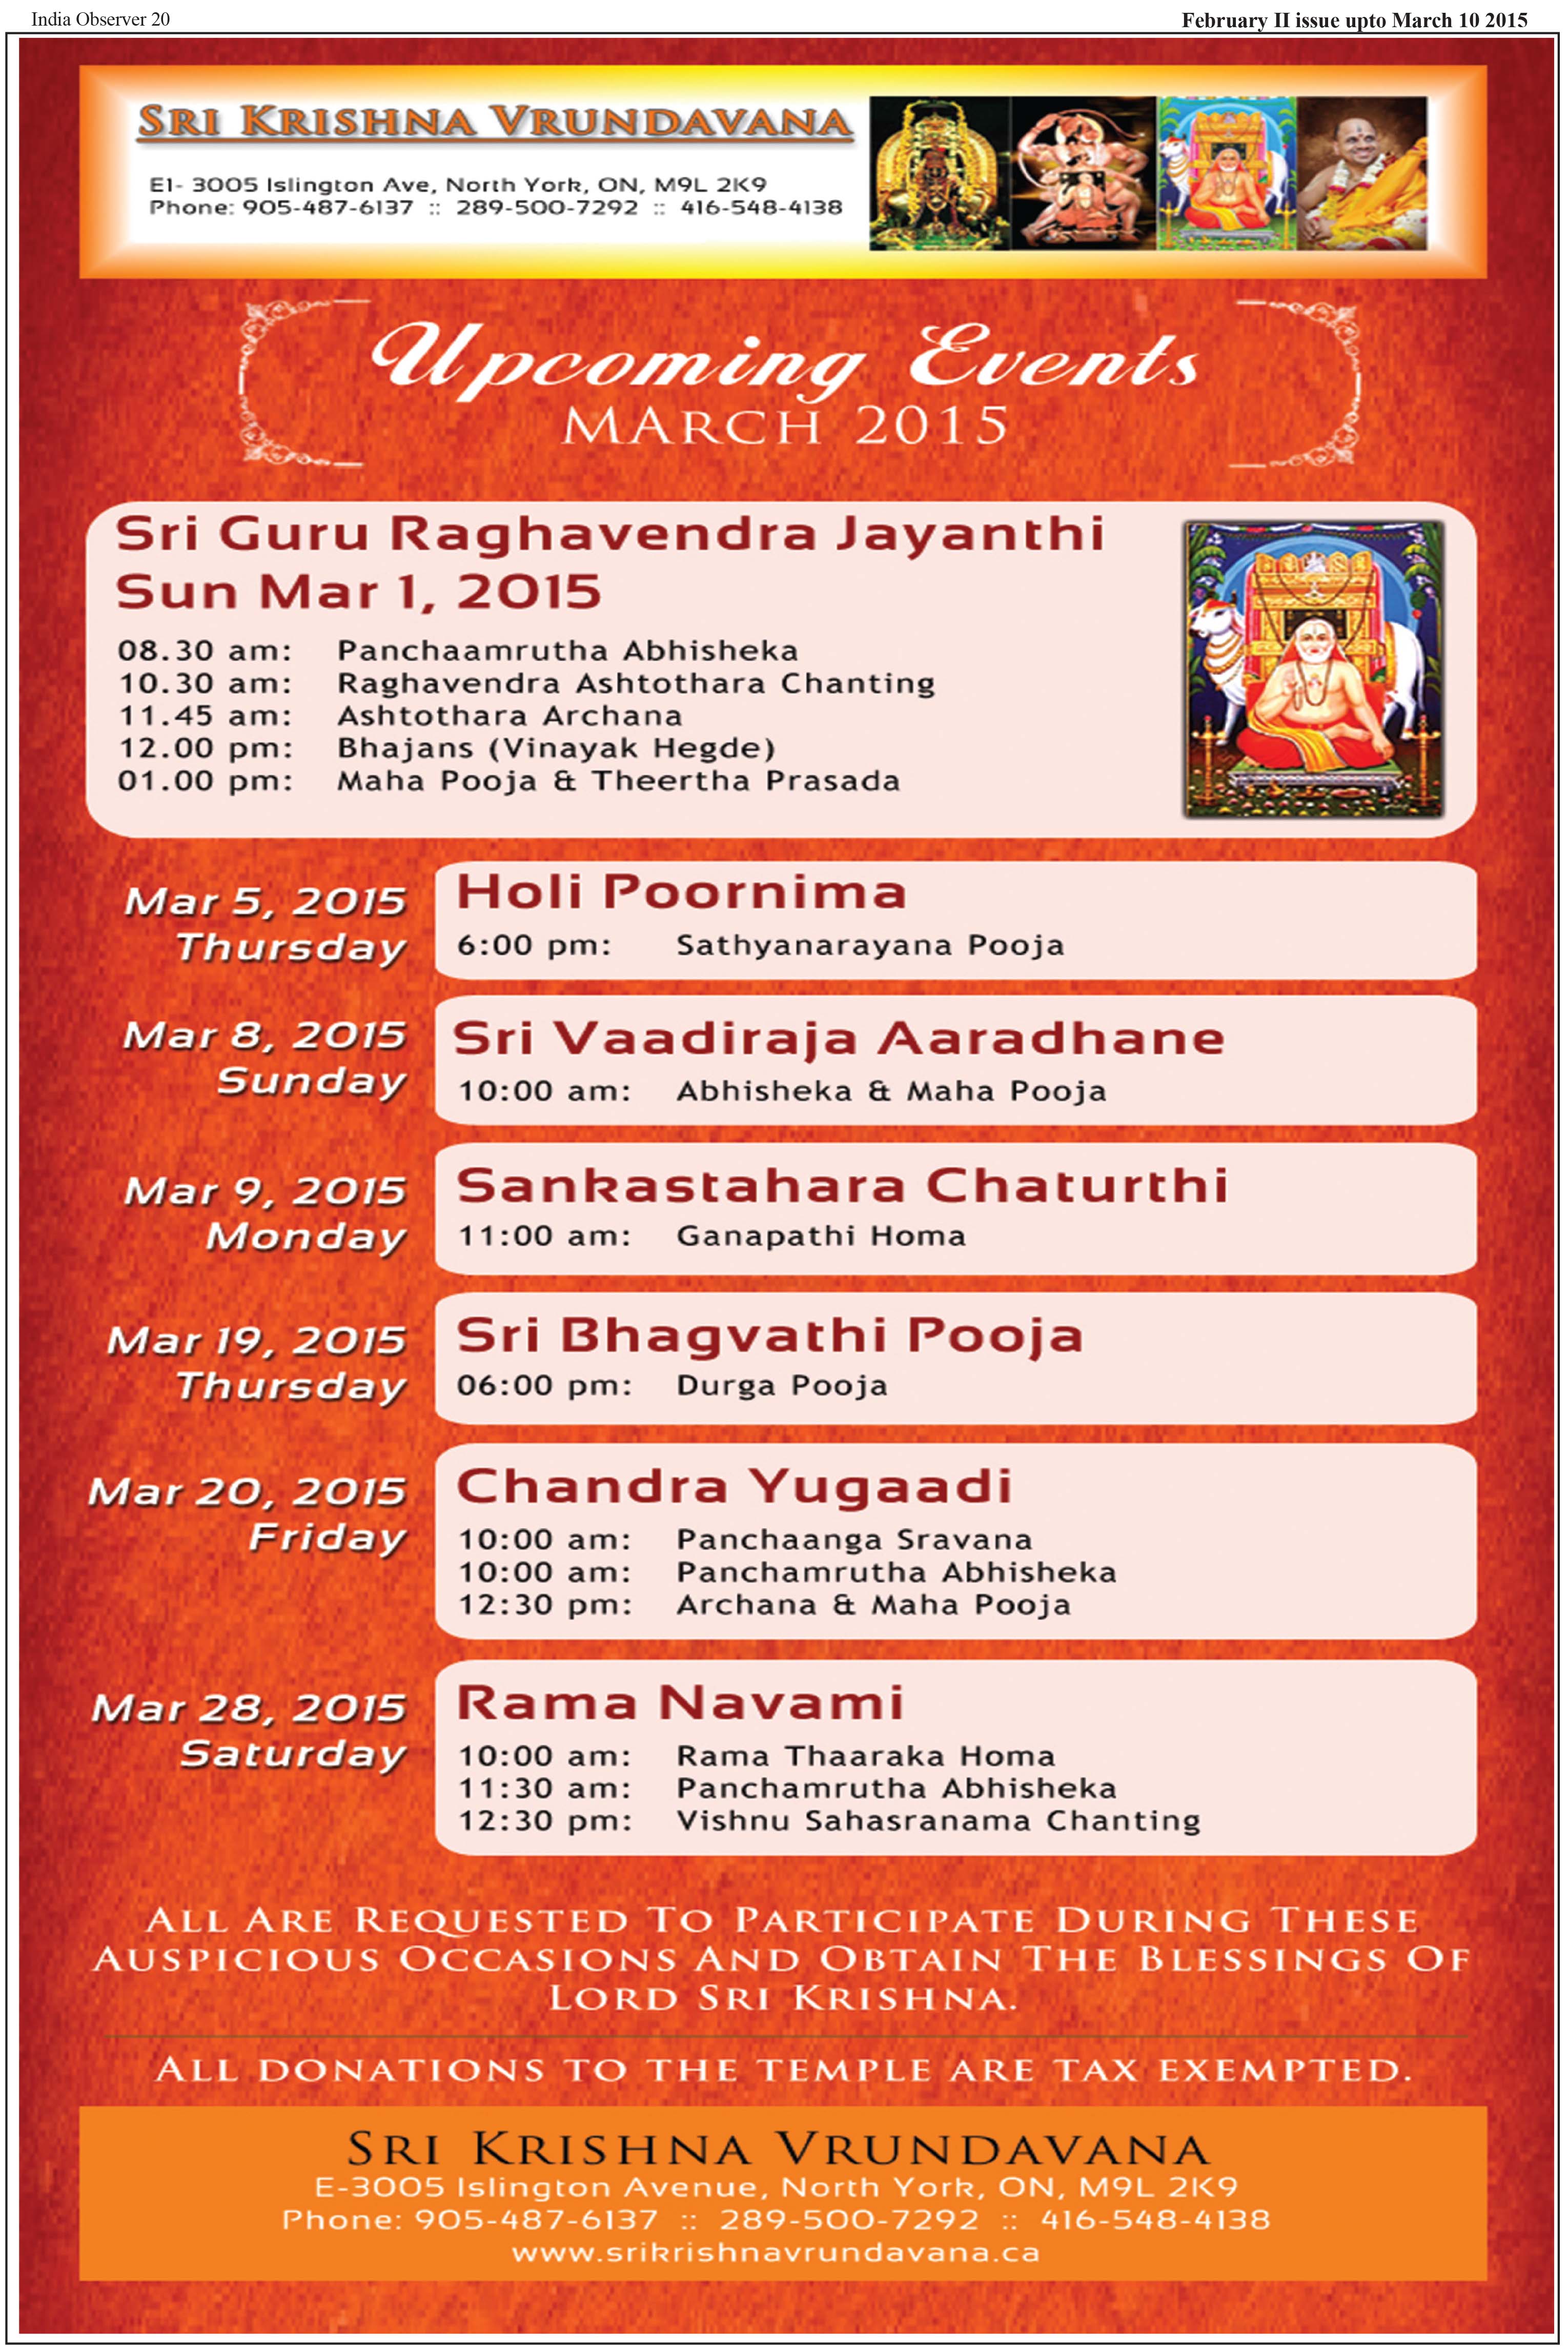 India Observer 20
February II issue upto March 10 2015
SRI KRISHNA VRUNDAVANA
E1- 3005 Islington Ave, North York, ON, M9L 2K9
Phone: 905-487-6137 :: 289-500-7292 :: 416-548-4138
Upcoming Events
MARCH 2015
Sri Guru Raghavendra Jayanthi
Sun Mar 1, 2015
08.30 am: Panchaamrutha Abhisheka
10.30 am: Raghavendra Ashtothara Chanting
11.45 am: Ashtothara Archana
12.00 pm: Bhajans (Vinayak Hegde)
01.00 pm: Maha Pooja & Theertha Prasada
Mar 5, 2015
Thursday
Holi Poornima
6:00 pm: Sathyanarayana Pooja
Mar 8, 2015
Sunday
Sri Vaadiraja Aaradhane
10:00 am: Abhisheka & Maha Pooja
Mar 9, 2015
Monday
Sankastahara Chaturthi
11:00 am: Ganapathi Homa
Mar 19, 2015
Thursday
Sri Bhagvathi Pooja
06:00 pm: Durga Pooja
Mar 20, 2015
Friday
Chandra Yugaadi
10:00 am: Panchaanga Sravana
10:00 am: Panchamrutha Abhisheka
12:30 pm: Archana & Maha Pooja
Mar 28, 2015
Saturday
Rama Navami
10:00 am: Rama Thaaraka Homa
11:30 am: Panchamrutha Abhisheka
12:30 pm: Vishnu Sahasranama Chanting
ALL ARE REQUESTED TO PARTICIPATE DURING THESE
AUSPICIOUS OCCASIONS AND OBTAIN THE BLESSINGS OF
LORD SRI KRISHNA.
ALL DONATIONS TO THE TEMPLE ARE TAX EXEMPTED.
SRI KRISHNA VRUNDAVANA
E-3005 Islington Avenue, North York, ON, M9L 2K9
Phone: 905-487-6137 :: 289-500-7292 :: 416-548-4138
www.srikrishnavrundavana.ca